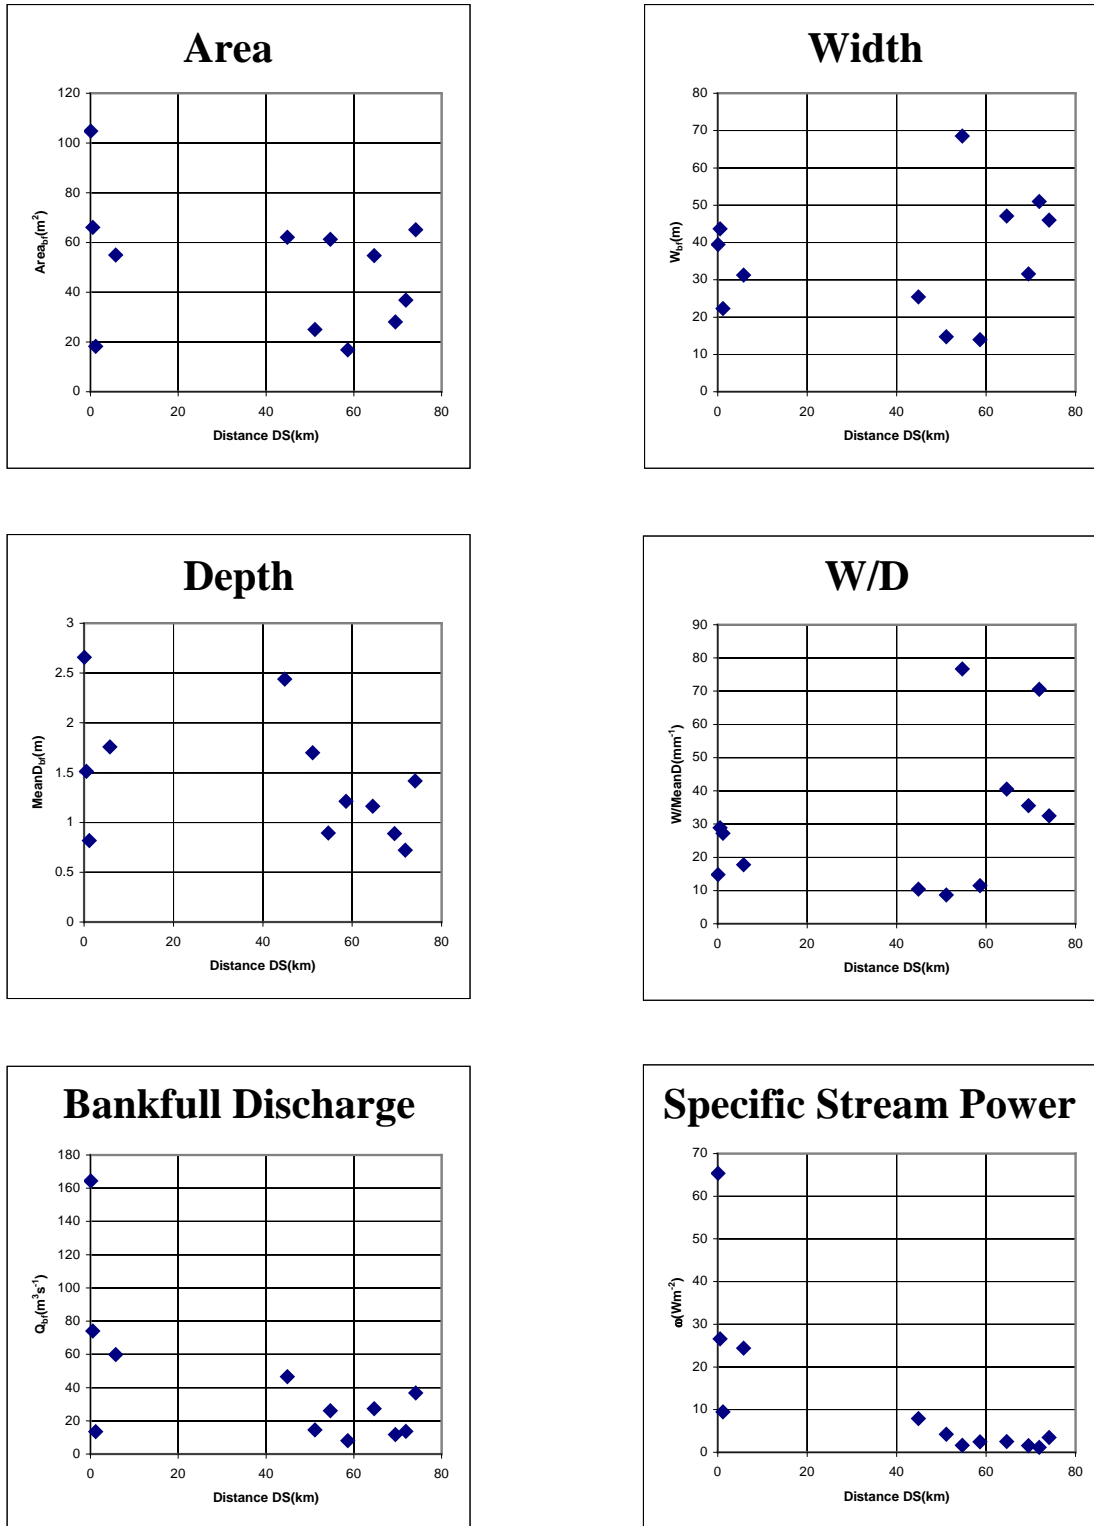 Area
120
100
80
60
40
20
0
0 20 40 60 80
Area_bf(m²)
Distance DS(km)
Width
80
70
60
50
40
30
20
10
0
0 20 40 60 80
W_bf(m)
Distance DS(km)
Depth
3
2.5
2
1.5
1
0.5
0
0 20 40 60 80
MeanD_bf(m)
Distance DS(km)
W/D
90
80
70
60
50
40
30
20
10
0
0 20 40 60 80
W/MeanD(mm⁻¹)
Distance DS(km)
Bankfull Discharge
180
160
140
120
100
80
60
40
20
0
0 20 40 60 80
Q_bf(m³s⁻¹)
Distance DS(km)
Specific Stream Power
70
60
50
40
30
20
10
0
0 20 40 60 80
ω(Wm⁻²)
Distance DS(km)